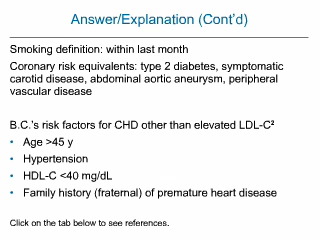 Answer/Explanation (Cont’d)
Smoking definition: within last month
Coronary risk equivalents: type 2 diabetes, symptomatic
carotid disease, abdominal aortic aneurysm, peripheral
vascular disease
B.C.’s risk factors for CHD other than elevated LDL-C²
• Age >45 y
• Hypertension
• HDL-C <40 mg/dL
• Family history (fraternal) of premature heart disease
Click on the tab below to see references.